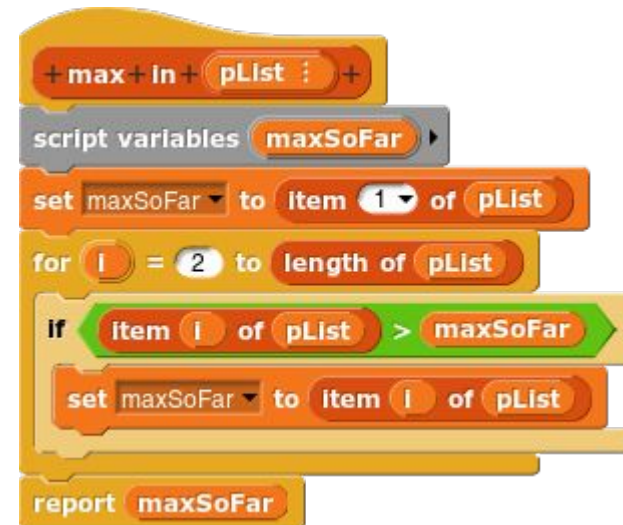 + max + in + pList ⋮ +
script variables maxSoFar
set maxSoFar to item 1 of pList
for i = 2 to length of pList
if item i of pList > maxSoFar
set maxSoFar to item i of pList
report maxSoFar